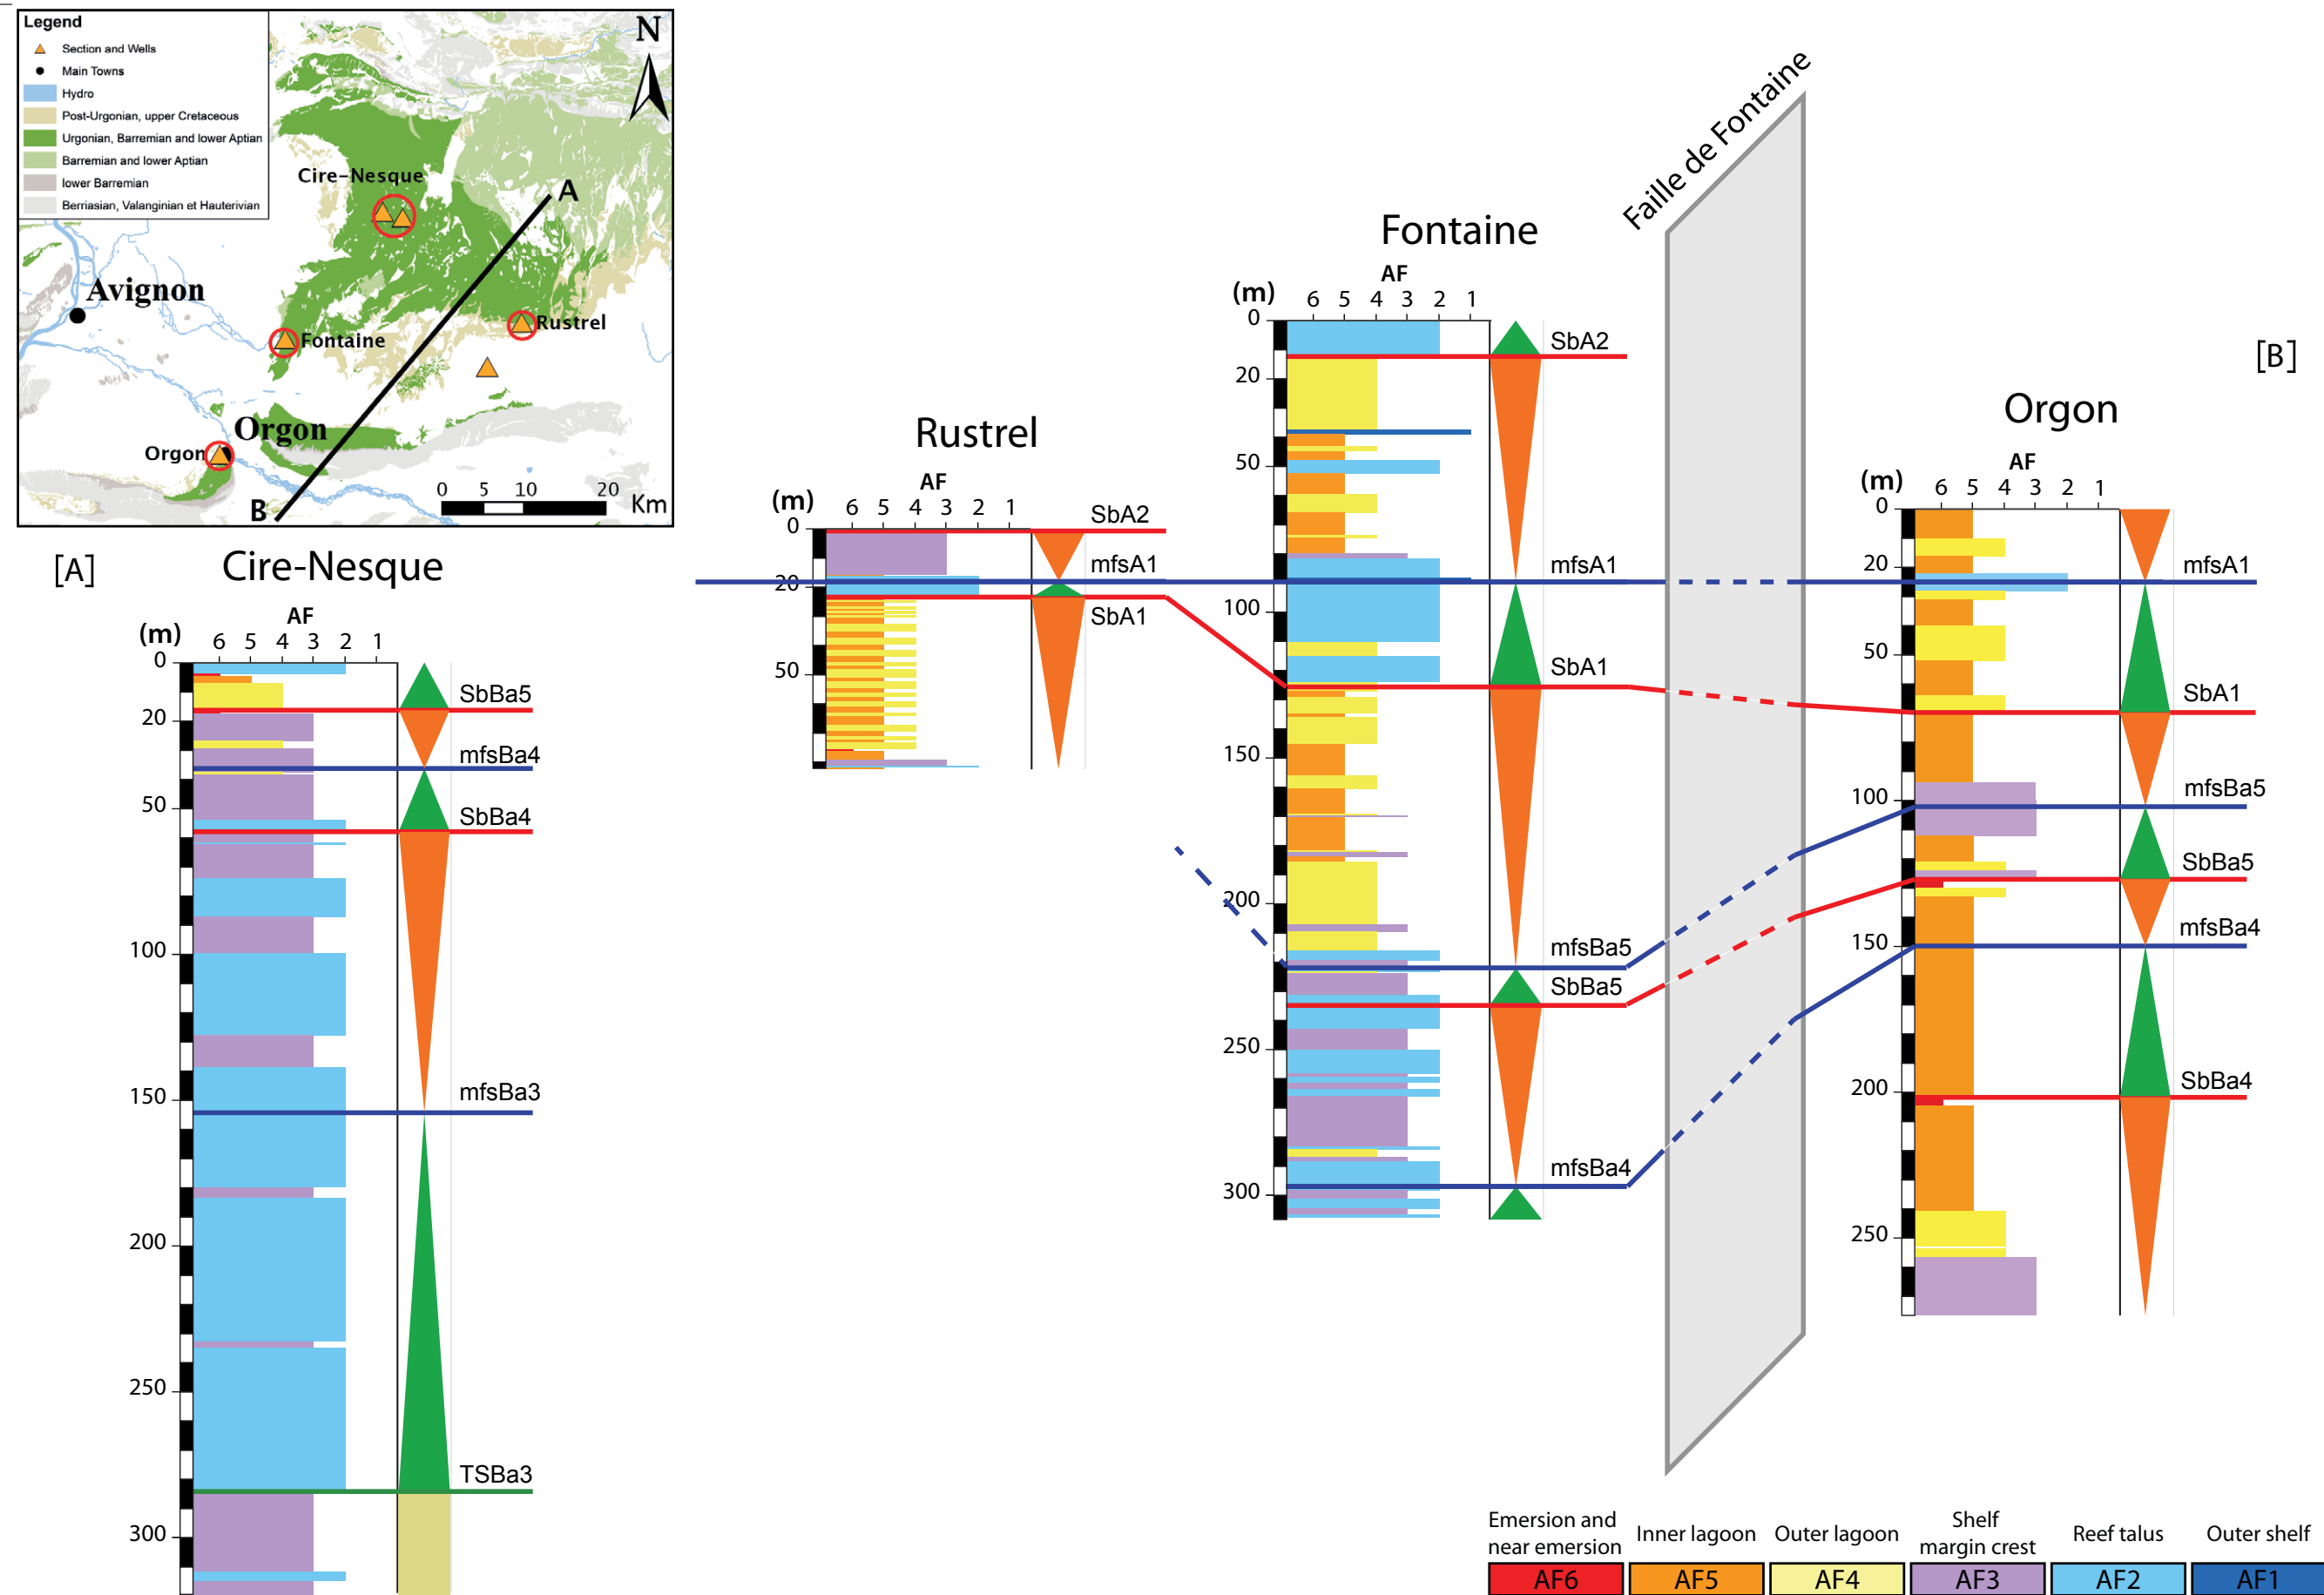 Legend
Section and Wells
Main Towns
Hydro
Post-Urgonian, upper Cretaceous
Urgonian, Barremian and lower Aptian
Barremian and lower Aptian
lower Barremian
Berriasian, Valanginien et Hauterivian
N
Cire-Nesque
A
Avignon
Rustrel
Fontaine
Orgon
Orgon
B
0 5 10 20 Km
[A]
Cire-Nesque
AF
(m) 6 5 4 3 2 1
0
SbBa5
20
mfsBa4
50
SbBa4
100
150
mfsBa3
200
250
TSBa3
300
Rustrel
AF
(m) 6 5 4 3 2 1
0
SbA2
mfsA1
20
SbA1
50
Fontaine
AF
(m) 6 5 4 3 2 1
0
SbA2
20
50
mfsA1
100
SbA1
150
200
mfsBa5
SbBa5
250
mfsBa4
300
Faille de Fontaine
[B]
Orgon
AF
(m) 6 5 4 3 2 1
0
20
mfsA1
50
SbA1
100
mfsBa5
SbBa5
mfsBa4
150
SbBa4
200
250
Emersion and near emersion
Inner lagoon
Outer lagoon
Shelf margin crest
Reef talus
Outer shelf
AF6 AF5 AF4 AF3 AF2 AF1